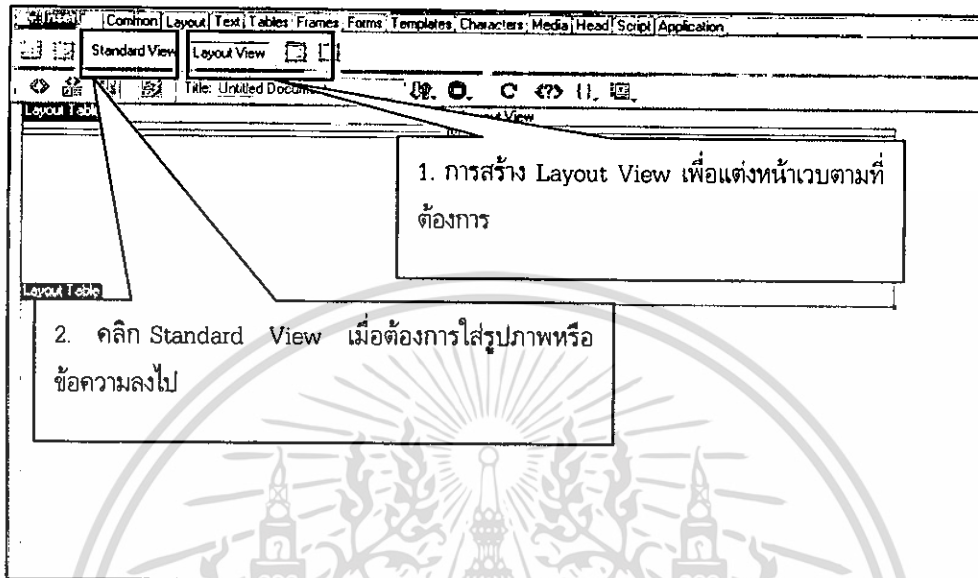 Insert Common Layout Text Tables Frames Forms Templates Characters Media Head Script Application
Standard View Layout View
Title: Untitled Docum
Layout Table out View
1. การสร้าง Layout View เพื่อแต่งหน้าเวบตามที่
ต้องการ
Layout Table
2. คลิก Standard View เมื่อต้องการใส่รูปภาพหรือ
ข้อความลงไป